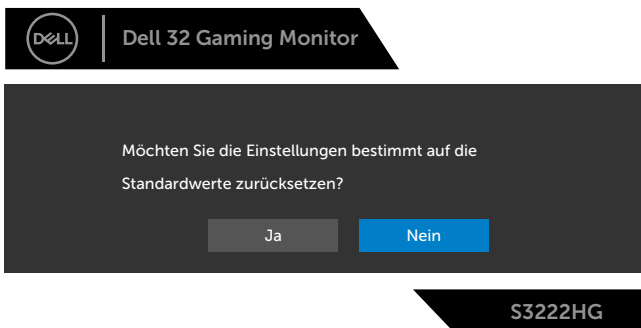 DELL
Dell 32 Gaming Monitor
Möchten Sie die Einstellungen bestimmt auf die
Standardwerte zurücksetzen?
Ja
Nein
S3222HG